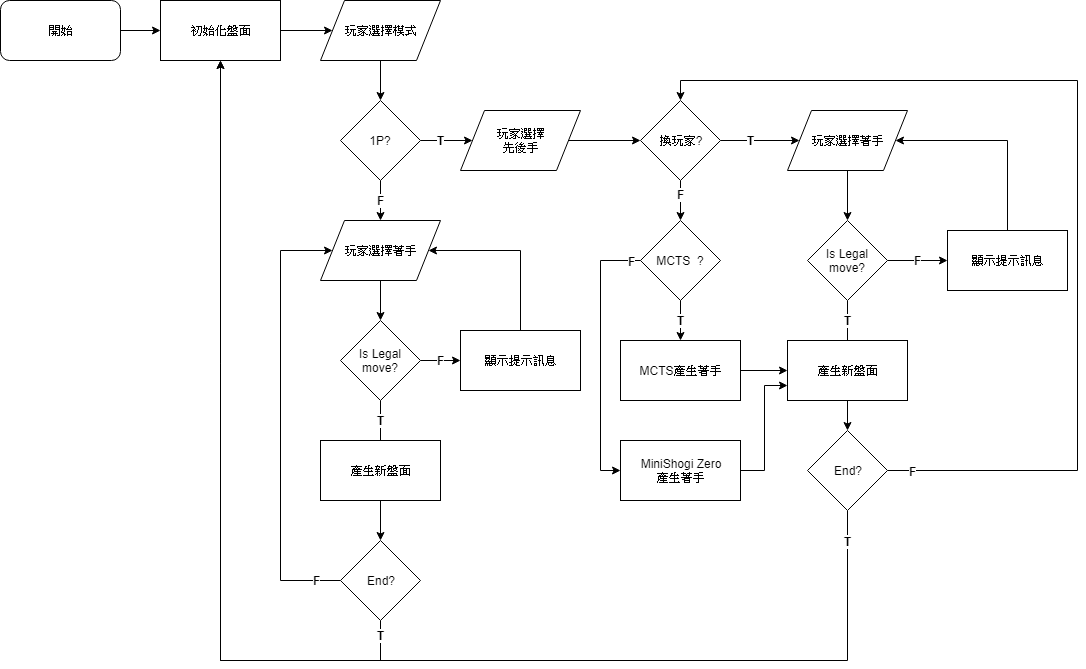 開始
初始化盤面
玩家選擇模式
1P?
T
玩家選擇
先後手
換玩家?
T
玩家選擇著手
F
F
玩家選擇著手
MCTS ?
F
Is Legal
move?
F
顯示提示訊息
T
T
Is Legal
move?
F
顯示提示訊息
MCTS產生著手
產生新盤面
T
產生新盤面
MiniShogi Zero
產生著手
End?
F
T
End?
F
T